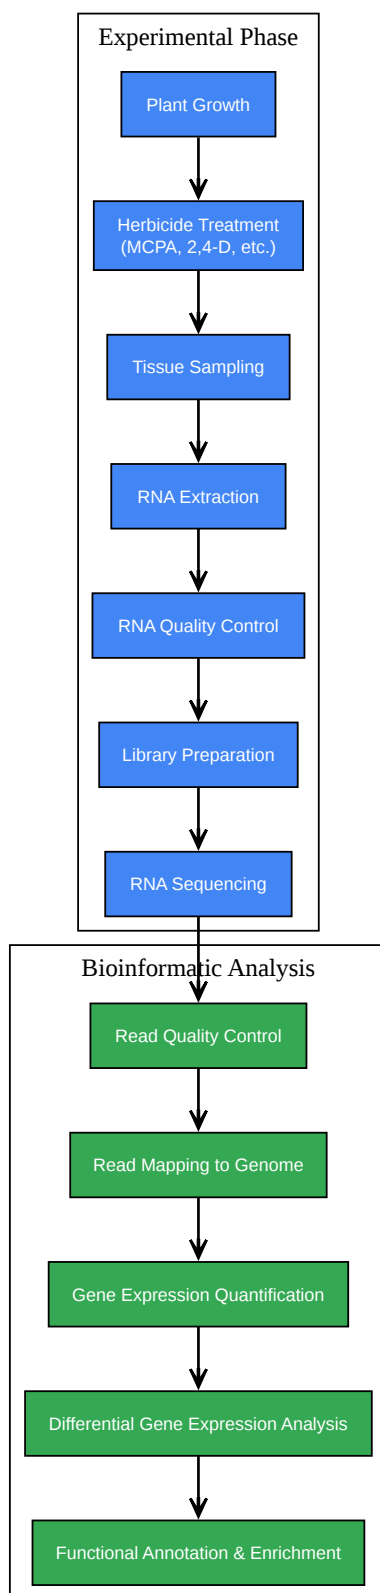 Experimental Phase
Plant Growth
Herbicide Treatment
(MCPA, 2,4-D, etc.)
Tissue Sampling
RNA Extraction
RNA Quality Control
Library Preparation
RNA Sequencing
Bioinformatic Analysis
Read Quality Control
Read Mapping to Genome
Gene Expression Quantification
Differential Gene Expression Analysis
Functional Annotation & Enrichment